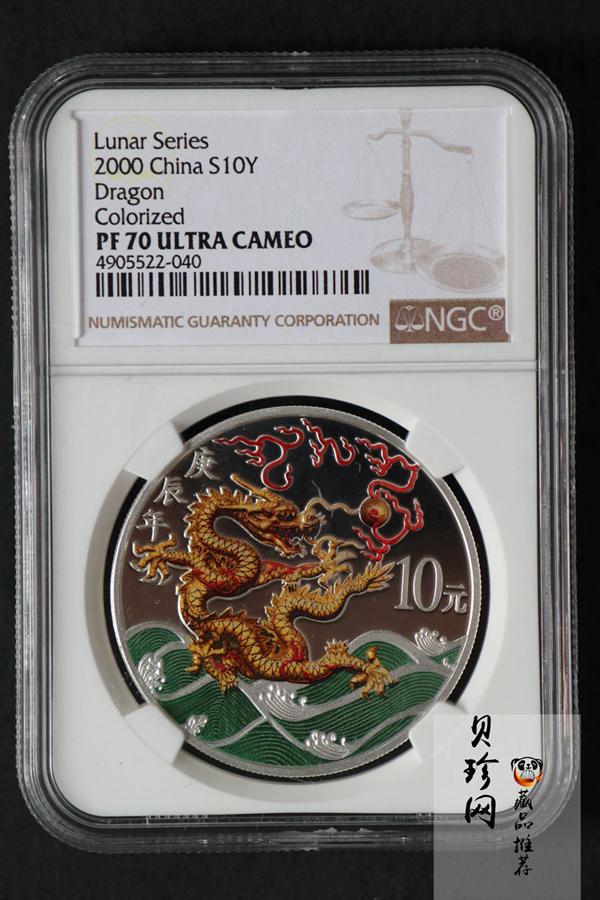 Lunar Series
2000 China S10Y
Dragon
Colorized
PF 70 ULTRA CAMEO
4905522-040
NUMISMATIC GUARANTY CORPORATION
NGC®
庚辰年
10元
贝珍网
藏品推荐